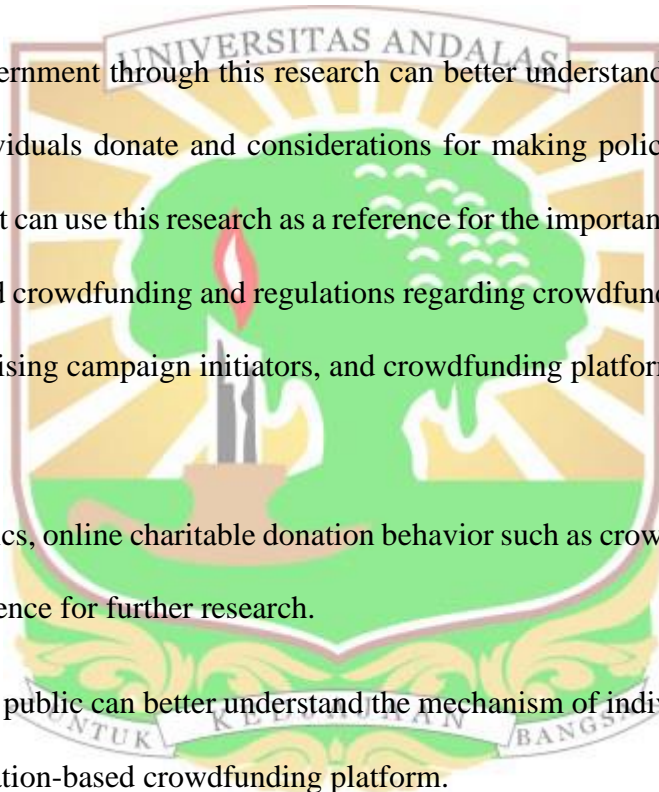 UNIVERSITAS ANDALAS
ernment through this research can better understand
viduals donate and considerations for making polic
t can use this research as a reference for the importan
d crowdfunding and regulations regarding crowdfund
ising campaign initiators, and crowdfunding platform
ics, online charitable donation behavior such as crow
ence for further research.
public can better understand the mechanism of indiv
UNTUK KEDJAJAAN BANGSA
ation-based crowdfunding platform.